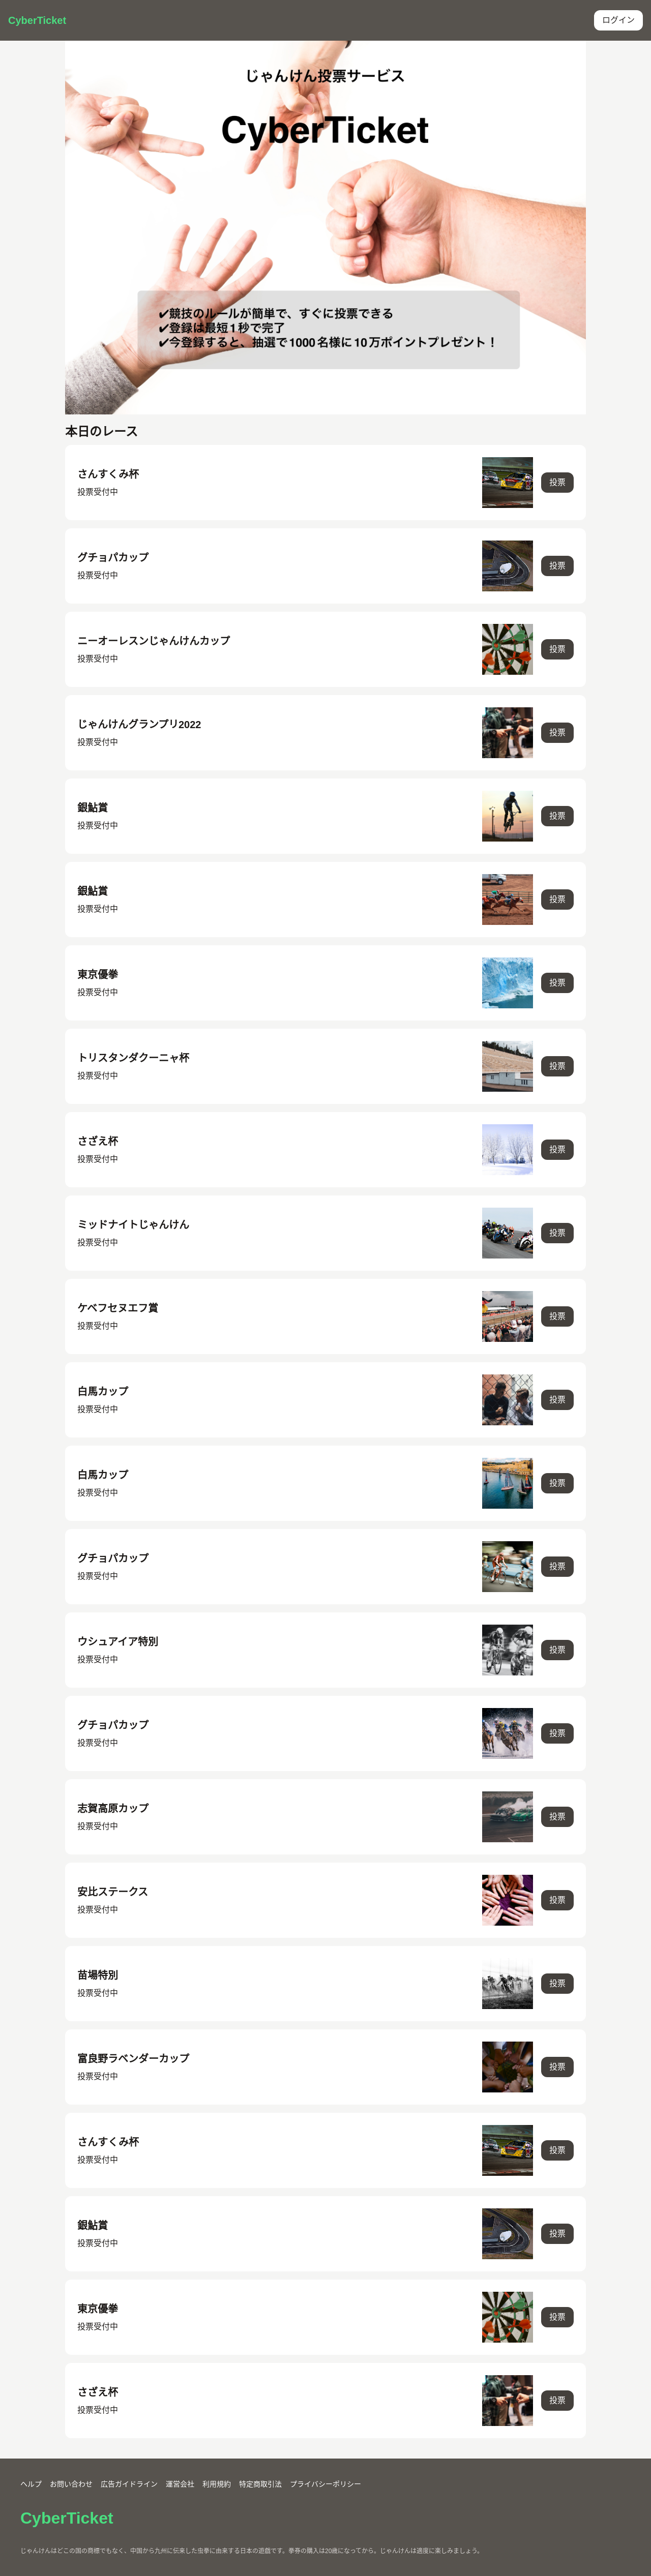 CyberTicket
ログイン
じゃんけん投票サービス
CyberTicket
✔競技のルールが簡単で、すぐに投票できる
✔登録は最短1秒で完了
✔今登録すると、抽選で1000名様に10万ポイントプレゼント！
本日のレース
さんすくみ杯
投票受付中
投票
グチョパカップ
投票受付中
投票
ニーオーレスンじゃんけんカップ
投票受付中
投票
じゃんけんグランプリ2022
投票受付中
投票
銀鮎賞
投票受付中
投票
銀鮎賞
投票受付中
投票
東京優拳
投票受付中
投票
トリスタンダクーニャ杯
投票受付中
投票
さざえ杯
投票受付中
投票
ミッドナイトじゃんけん
投票受付中
投票
ケベフセヌエフ賞
投票受付中
投票
白馬カップ
投票受付中
投票
白馬カップ
投票受付中
投票
グチョパカップ
投票受付中
投票
ウシュアイア特別
投票受付中
投票
グチョパカップ
投票受付中
投票
志賀高原カップ
投票受付中
投票
安比ステークス
投票受付中
投票
苗場特別
投票受付中
投票
富良野ラベンダーカップ
投票受付中
投票
さんすくみ杯
投票受付中
投票
銀鮎賞
投票受付中
投票
東京優拳
投票受付中
投票
さざえ杯
投票受付中
投票
ヘルプ お問い合わせ 広告ガイドライン 運営会社 利用規約 特定商取引法 プライバシーポリシー
CyberTicket
じゃんけんはどこの国の商標でもなく、中国から九州に伝来した虫拳に由来する日本の遊戯です。拳券の購入は20歳になってから。じゃんけんは適度に楽しみましょう。